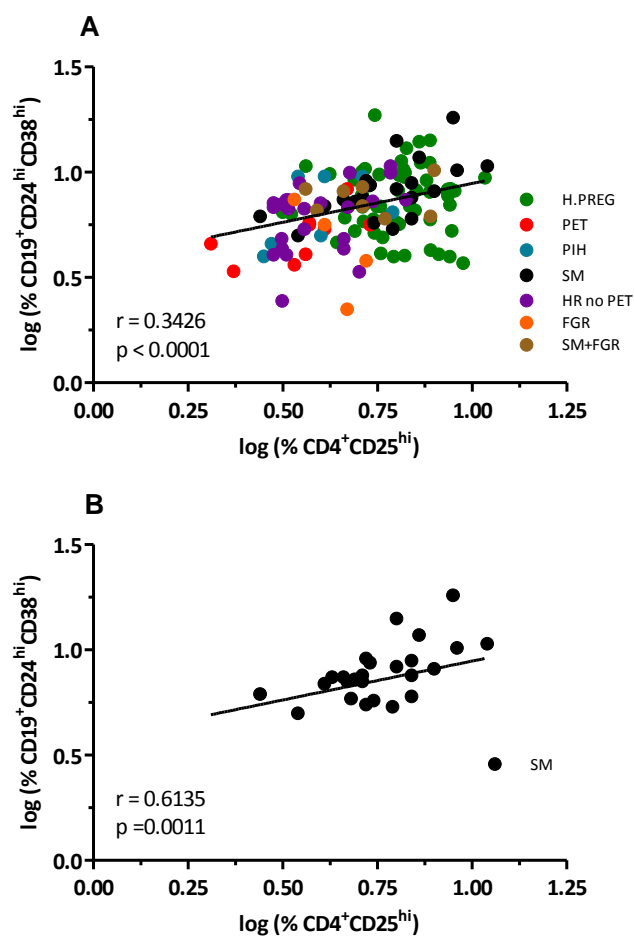 A
1.5
1.0
0.5
0.0
log (% CD19⁺CD24ʰⁱCD38ʰⁱ)
r = 0.3426
p < 0.0001
H.PREG
PET
PIH
SM
HR no PET
FGR
SM+FGR
0.00 0.25 0.50 0.75 1.00 1.25
log (% CD4⁺CD25ʰⁱ)
B
1.5
1.0
0.5
0.0
log (% CD19⁺CD24ʰⁱCD38ʰⁱ)
SM
r = 0.6135
p =0.0011
0.00 0.25 0.50 0.75 1.00 1.25
log (% CD4⁺CD25ʰⁱ)